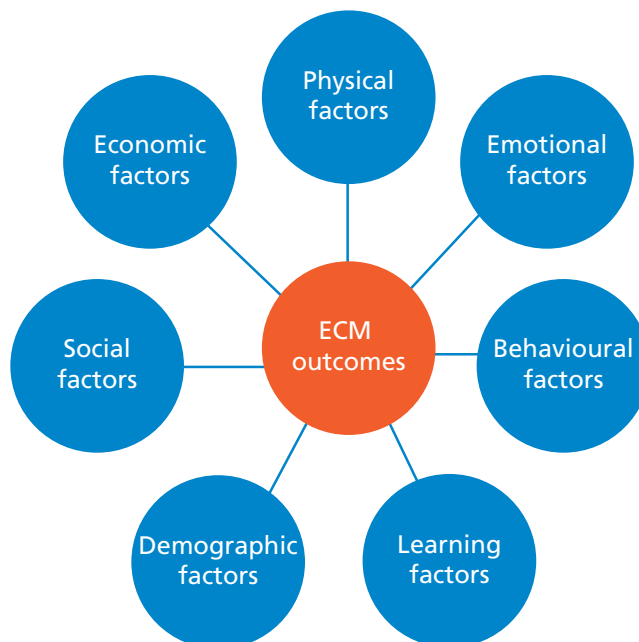 Physical
factors
Emotional
factors
Behavioural
factors
Learning
factors
Demographic
factors
Social
factors
Economic
factors
ECM
outcomes